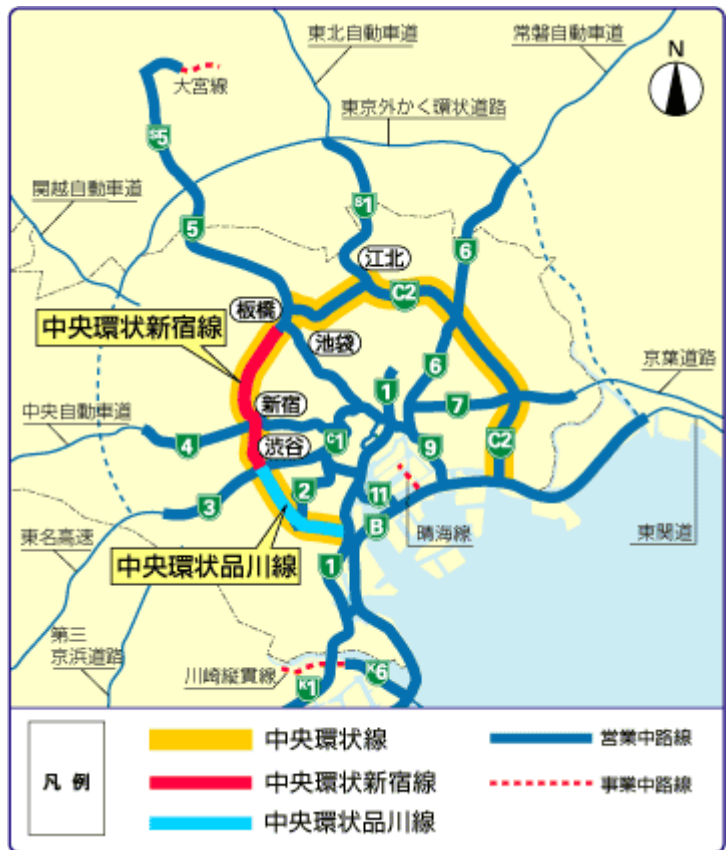 東北自動車道
常磐自動車道
N
大宮線
東京外かく環状道路
S5
関越自動車道
S1
5
6
江北
C2
板橋
中央環状新宿線
池袋
6
京葉道路
1
7
新宿
中央自動車道
C1
C2
4
渋谷
9
2
11
3
B
晴海線
東関道
東名高速
中央環状品川線
1
第三
京浜道路
川崎縦貫線
K6
K1
凡例
中央環状線
営業中路線
中央環状新宿線
事業中路線
中央環状品川線